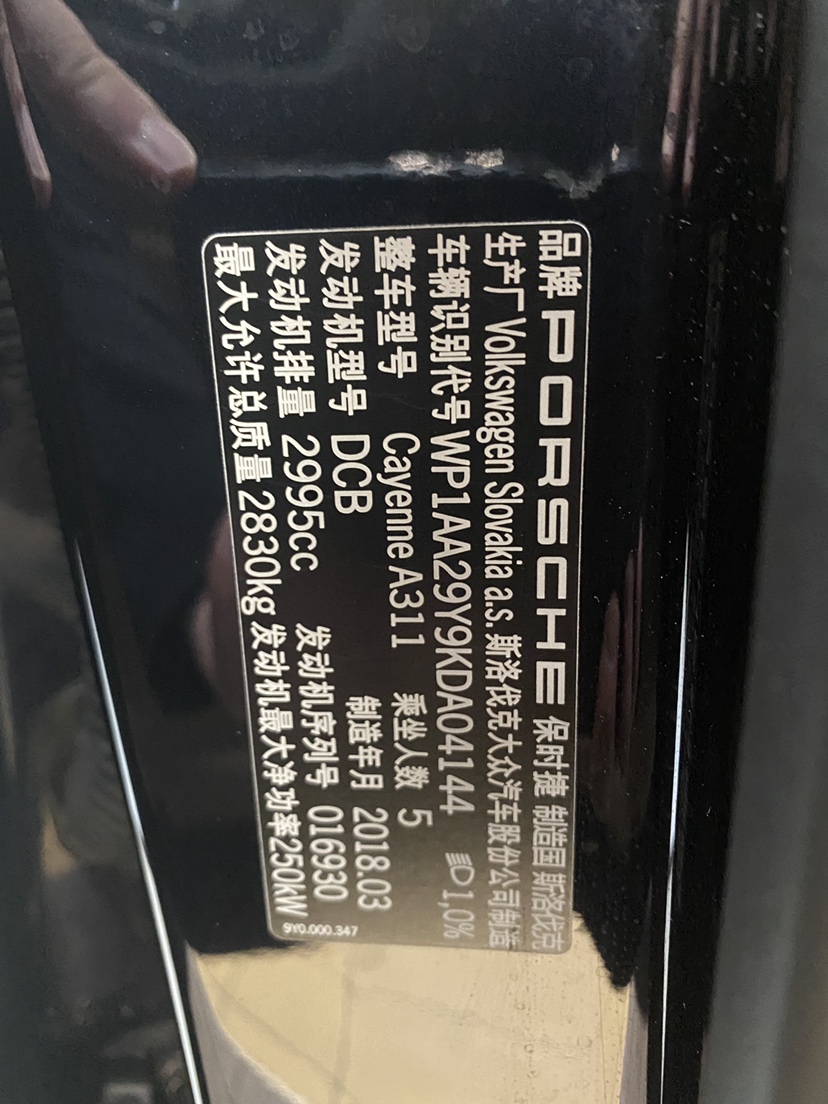 品牌 PORSCHE 保时捷 制造国 斯洛伐克
生产厂 Volkswagen Slovakia a.s. 斯洛伐克大众汽车股份公司制造
车辆识别代号 WP1AA29Y9KDA04144 1,0%
整车型号 Cayenne A311 乘坐人数 5
发动机型号 DCB 制造年月 2018.03
发动机排量 2995cc 发动机序列号 016930
最大允许总质量 2830kg 发动机最大净功率250kW
9Y0.000.347